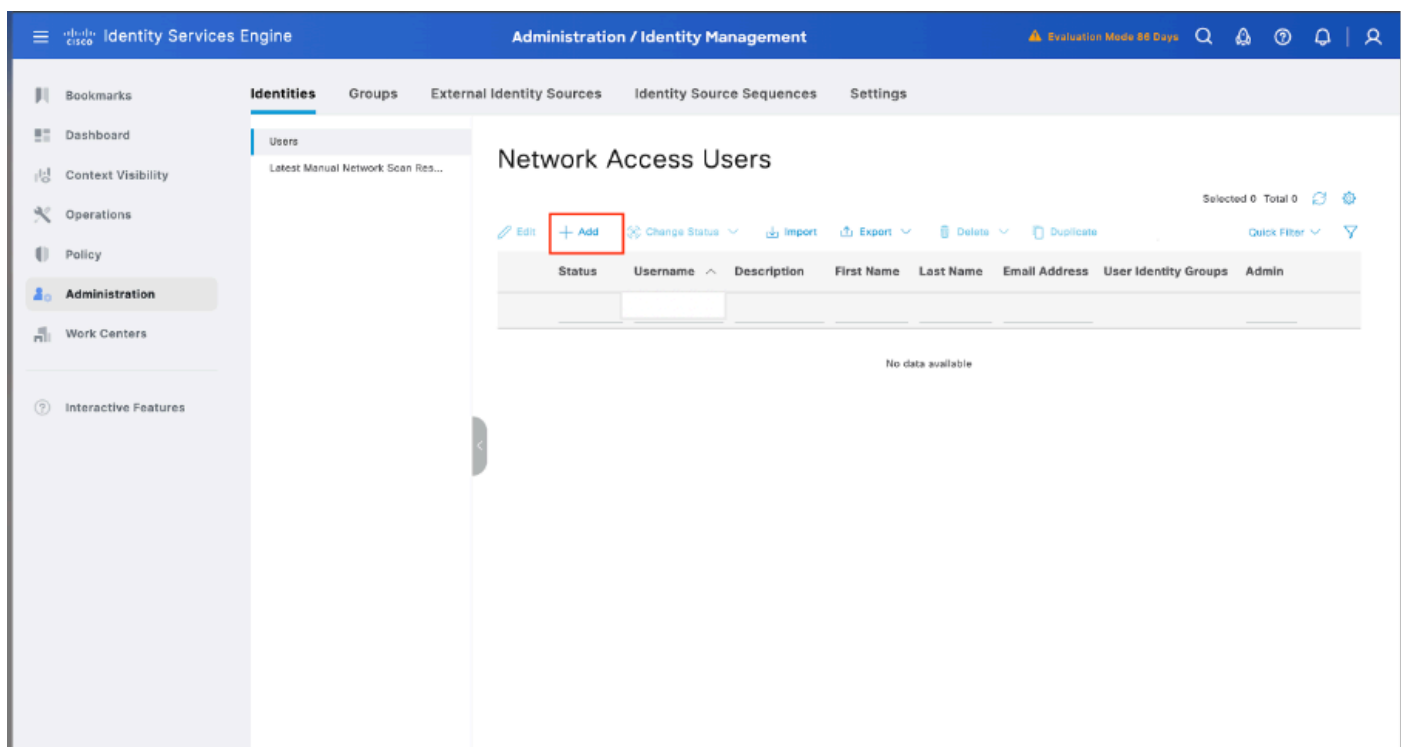 cisco Identity Services Engine
Administration / Identity Management
Evaluation Mode 86 Days
Bookmarks
Dashboard
Context Visibility
Operations
Policy
Administration
Work Centers
Interactive Features
Identities Groups External Identity Sources Identity Source Sequences Settings
Users
Latest Manual Network Scan Res...
Network Access Users
Selected 0 Total 0
Edit + Add Change Status Import Export Delete Duplicate Quick Filter
Status Username Description First Name Last Name Email Address User Identity Groups Admin
No data available